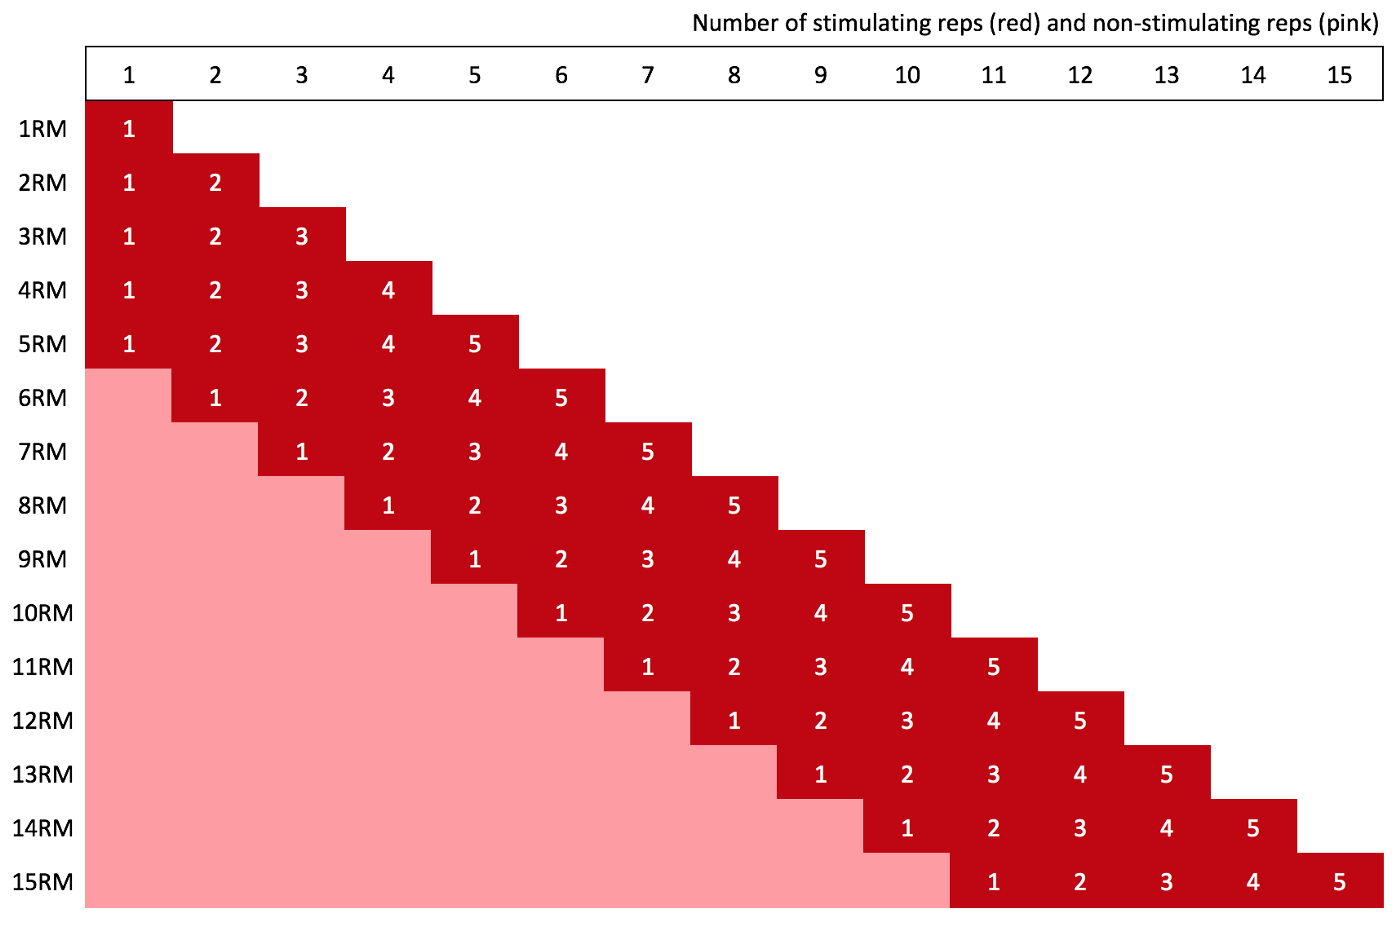 Number of stimulating reps (red) and non-stimulating reps (pink)
1 2 3 4 5 6 7 8 9 10 11 12 13 14 15
1RM 1
2RM 1 2
3RM 1 2 3
4RM 1 2 3 4
5RM 1 2 3 4 5
6RM 1 2 3 4 5
7RM 1 2 3 4 5
8RM 1 2 3 4 5
9RM 1 2 3 4 5
10RM 1 2 3 4 5
11RM 1 2 3 4 5
12RM 1 2 3 4 5
13RM 1 2 3 4 5
14RM 1 2 3 4 5
15RM 1 2 3 4 5